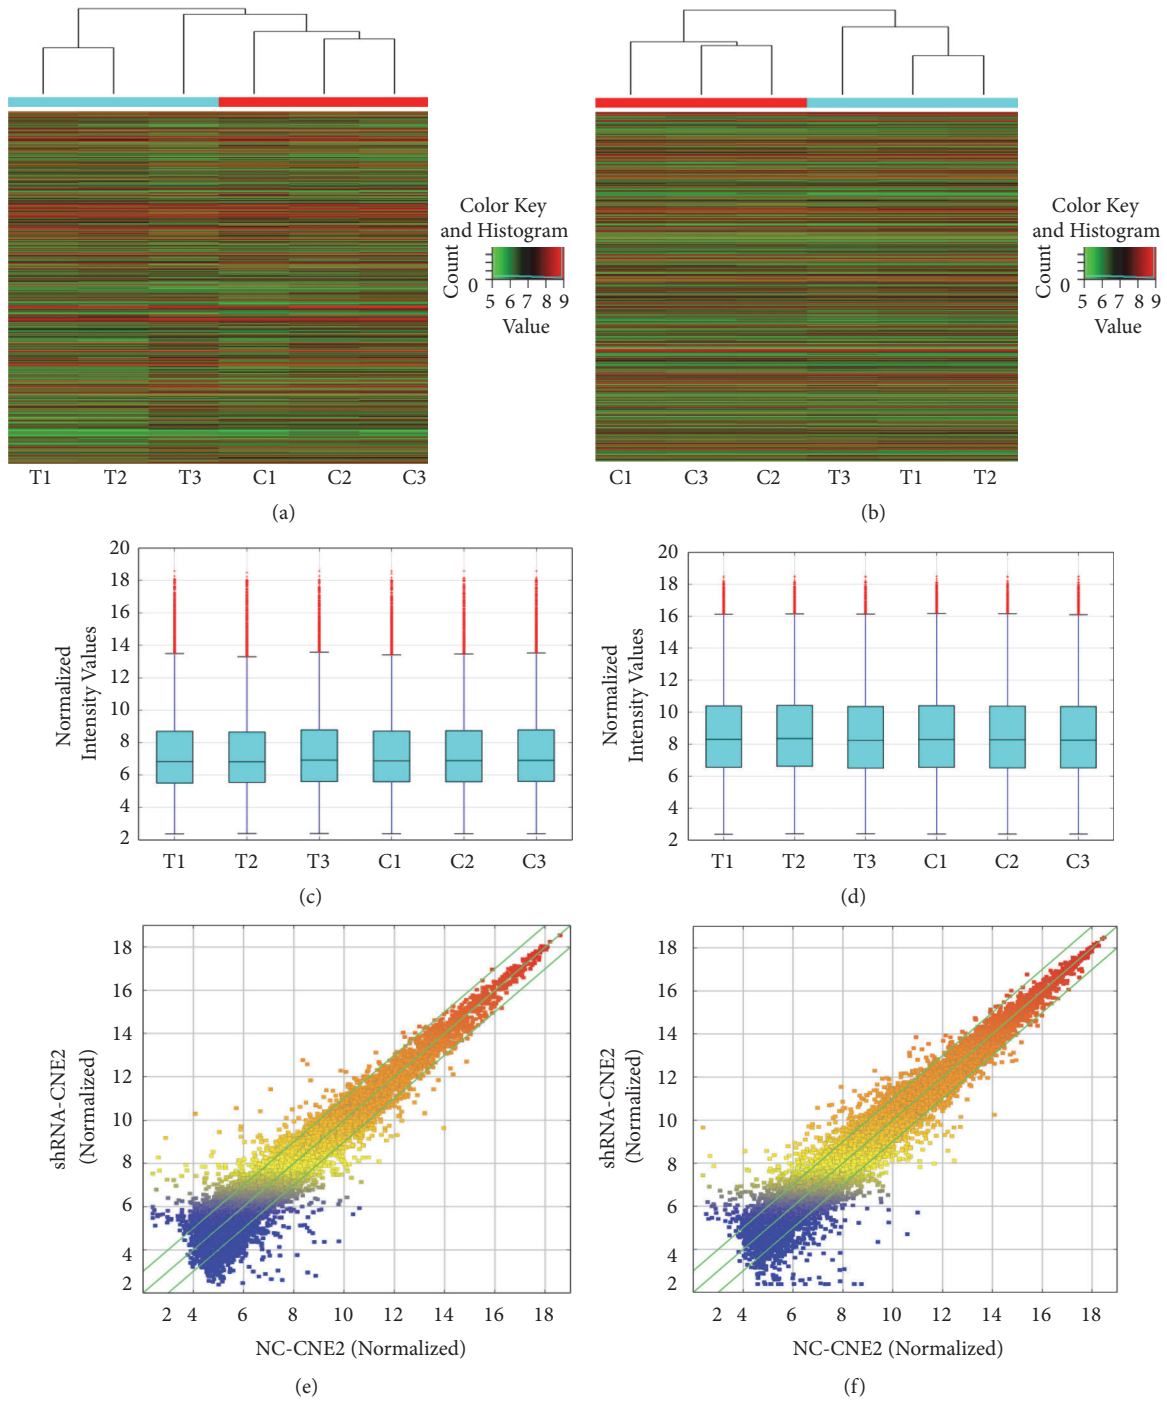 Color Key
and Histogram
Count
0
5 6 7 8 9
Value
T1 T2 T3 C1 C2 C3
(a)
Color Key
and Histogram
Count
0
5 6 7 8 9
Value
C1 C3 C2 T3 T1 T2
(b)
Normalized
Intensity Values
20
18
16
14
12
10
8
6
4
2
T1 T2 T3 C1 C2 C3
(c)
Normalized
Intensity Values
20
18
16
14
12
10
8
6
4
2
T1 T2 T3 C1 C2 C3
(d)
shRNA-CNE2
(Normalized)
18
16
14
12
10
8
6
4
2
2 4 6 8 10 12 14 16 18
NC-CNE2 (Normalized)
(e)
shRNA-CNE2
(Normalized)
18
16
14
12
10
8
6
4
2
2 4 6 8 10 12 14 16 18
NC-CNE2 (Normalized)
(f)